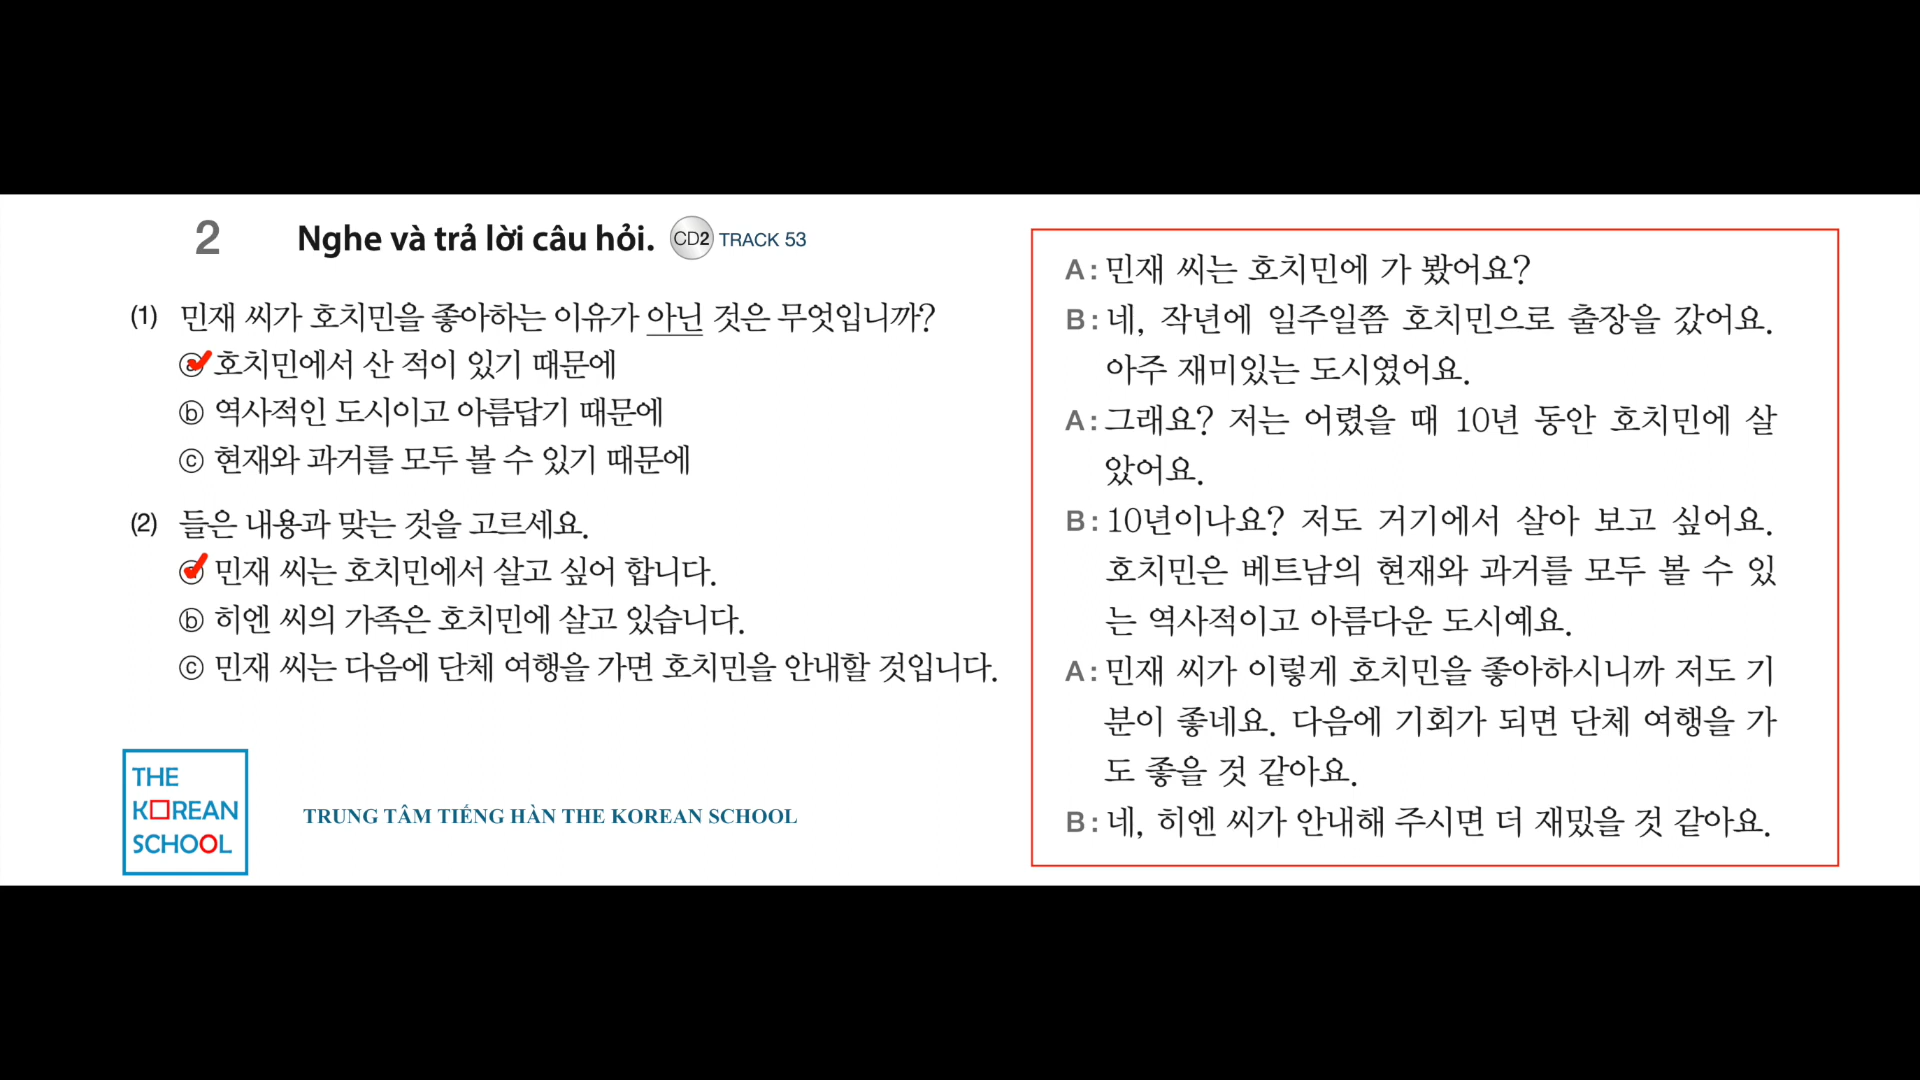 2 Nghe và trả lời câu hỏi. CD2 TRACK 53
(1) 민재 씨가 호치민을 좋아하는 이유가 아닌 것은 무엇입니까?
ⓐ 호치민에서 산 적이 있기 때문에
ⓑ 역사적인 도시이고 아름답기 때문에
ⓒ 현재와 과거를 모두 볼 수 있기 때문에
(2) 들은 내용과 맞는 것을 고르세요.
ⓐ 민재 씨는 호치민에서 살고 싶어 합니다.
ⓑ 히엔 씨의 가족은 호치민에 살고 있습니다.
ⓒ 민재 씨는 다음에 단체 여행을 가면 호치민을 안내할 것입니다.
THE
KOREAN
SCHOOL
TRUNG TÂM TIẾNG HÀN THE KOREAN SCHOOL
A : 민재 씨는 호치민에 가 봤어요?
B : 네, 작년에 일주일쯤 호치민으로 출장을 갔어요.
아주 재미있는 도시였어요.
A : 그래요? 저는 어렸을 때 10년 동안 호치민에 살
았어요.
B : 10년이나요? 저도 거기에서 살아 보고 싶어요.
호치민은 베트남의 현재와 과거를 모두 볼 수 있
는 역사적이고 아름다운 도시예요.
A : 민재 씨가 이렇게 호치민을 좋아하시니까 저도 기
분이 좋네요. 다음에 기회가 되면 단체 여행을 가
도 좋을 것 같아요.
B : 네, 히엔 씨가 안내해 주시면 더 재밌을 것 같아요.